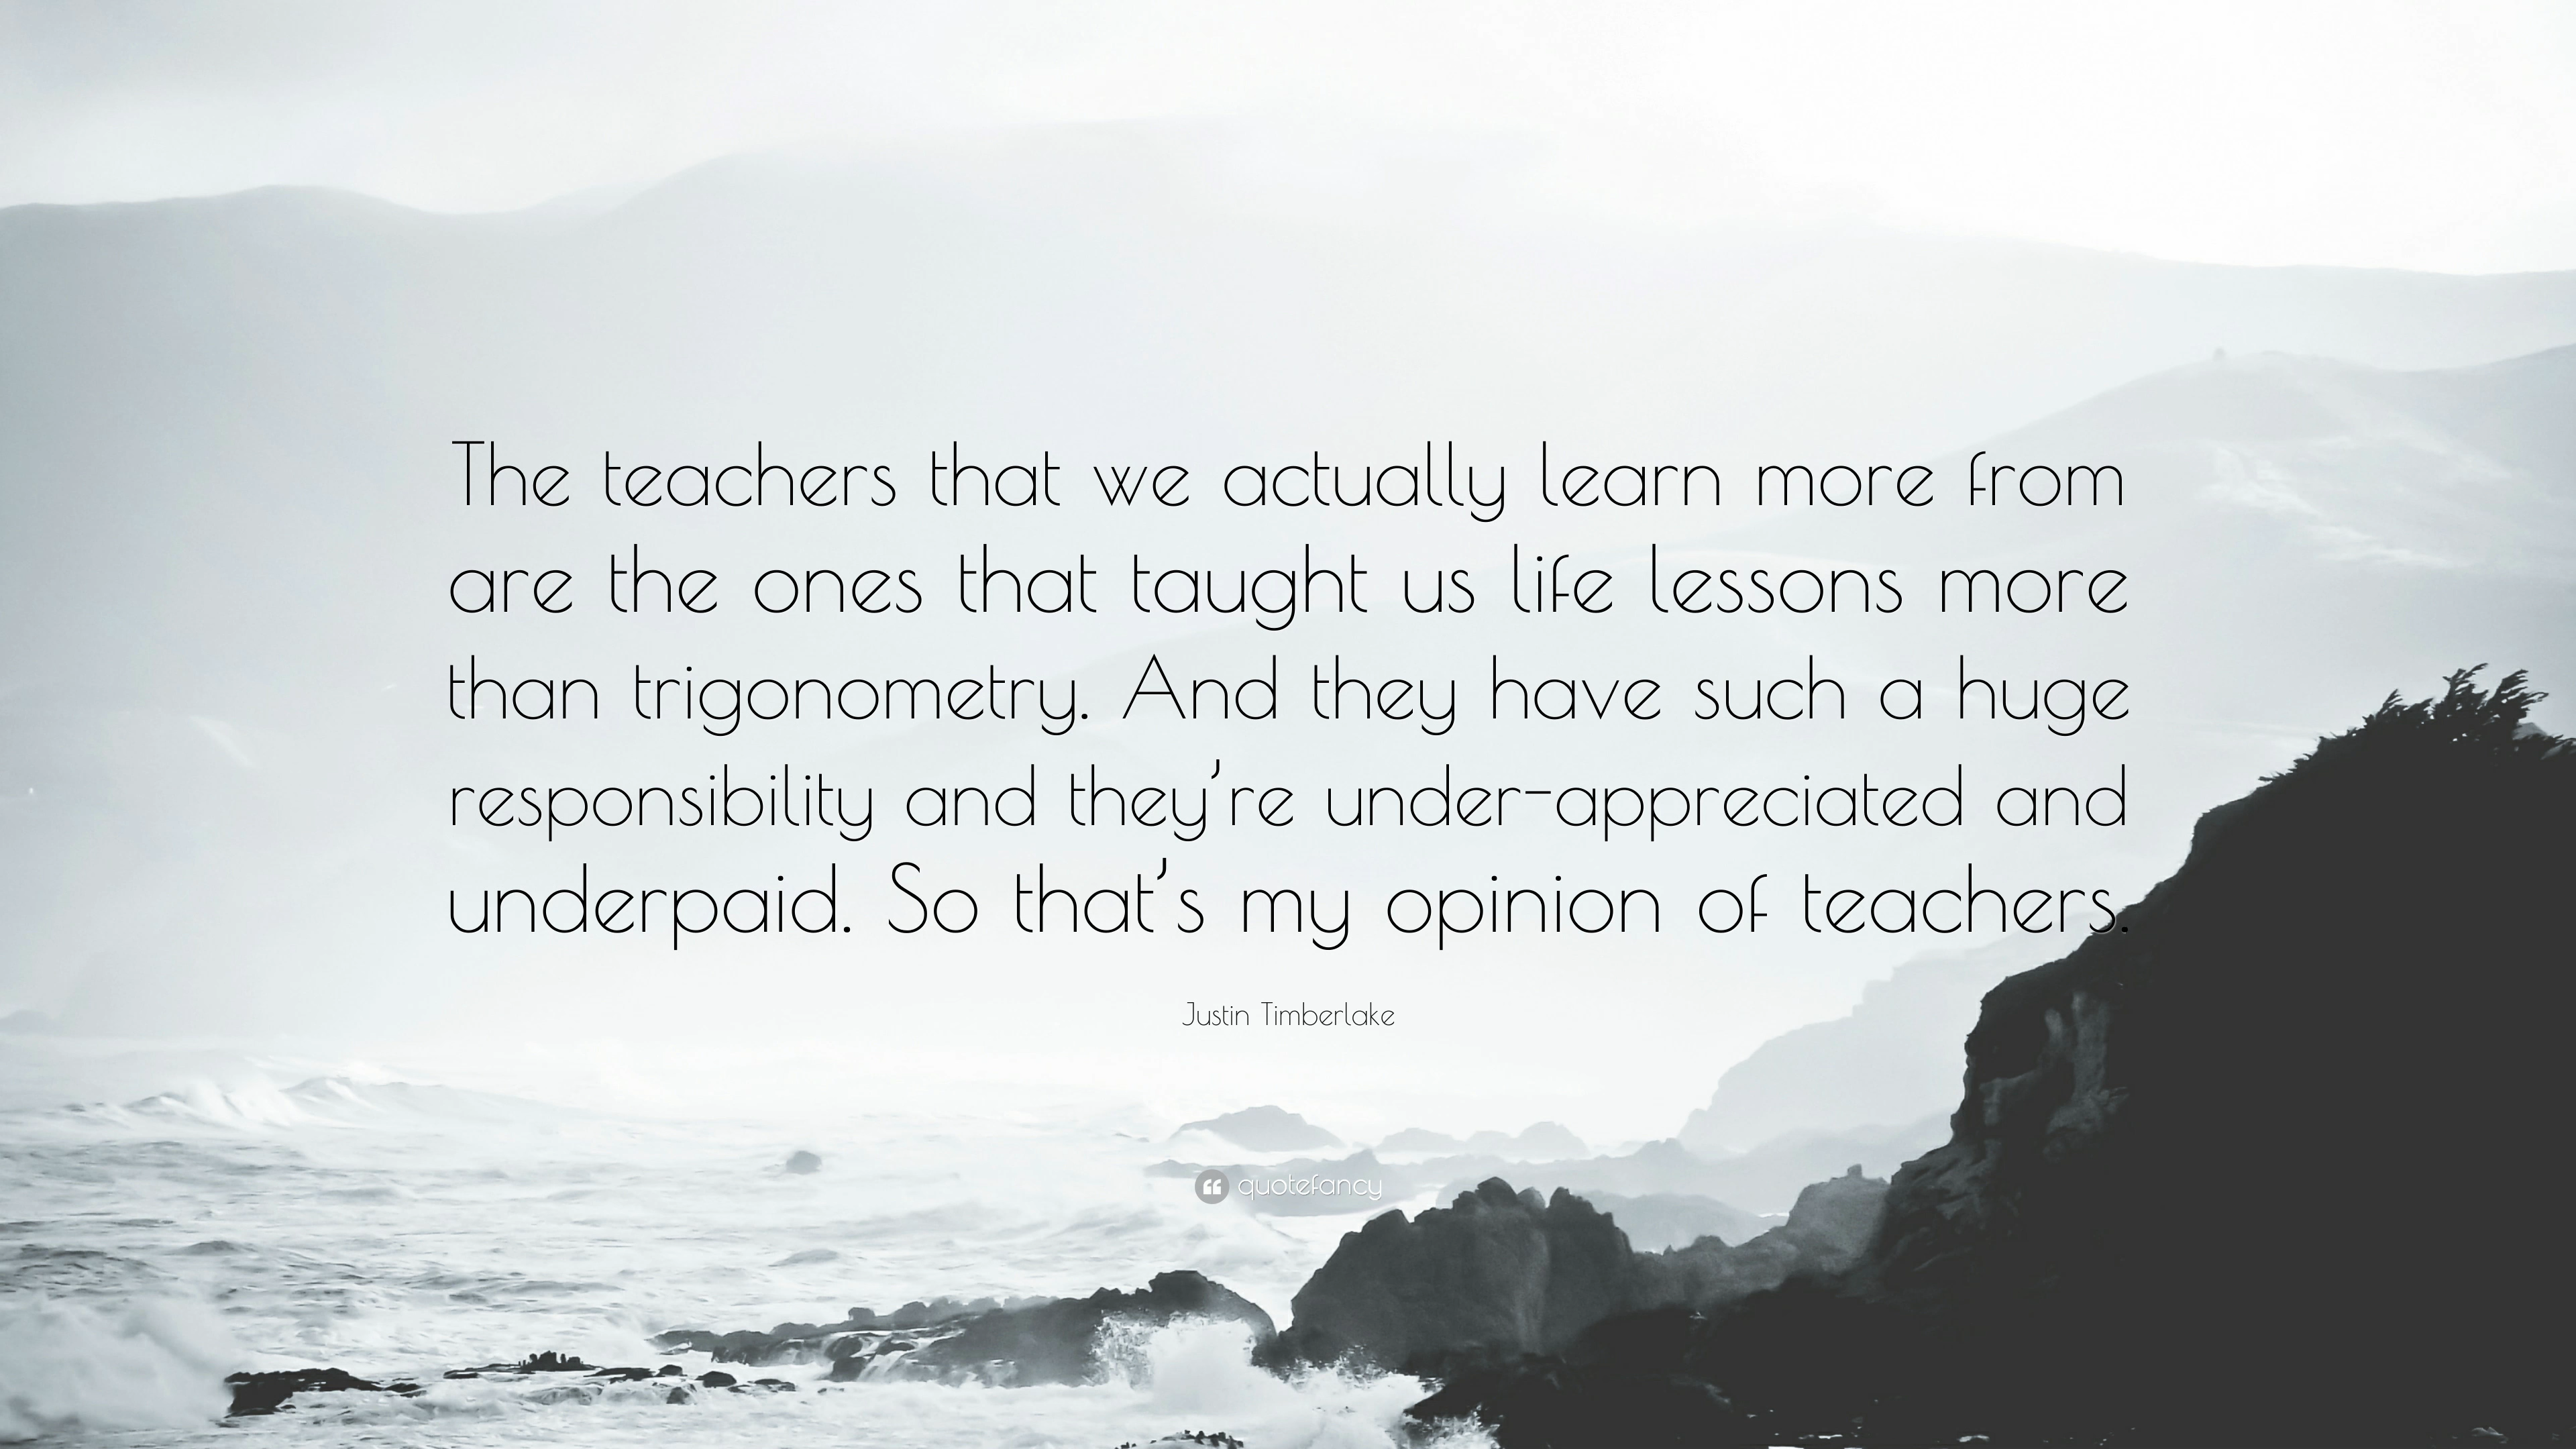 The teachers that we actually learn more from
are the ones that taught us life lessons more
than trigonometry. And they have such a huge
responsibility and they’re under-appreciated and
underpaid. So that’s my opinion of teachers.
Justin Timberlake
quotefancy